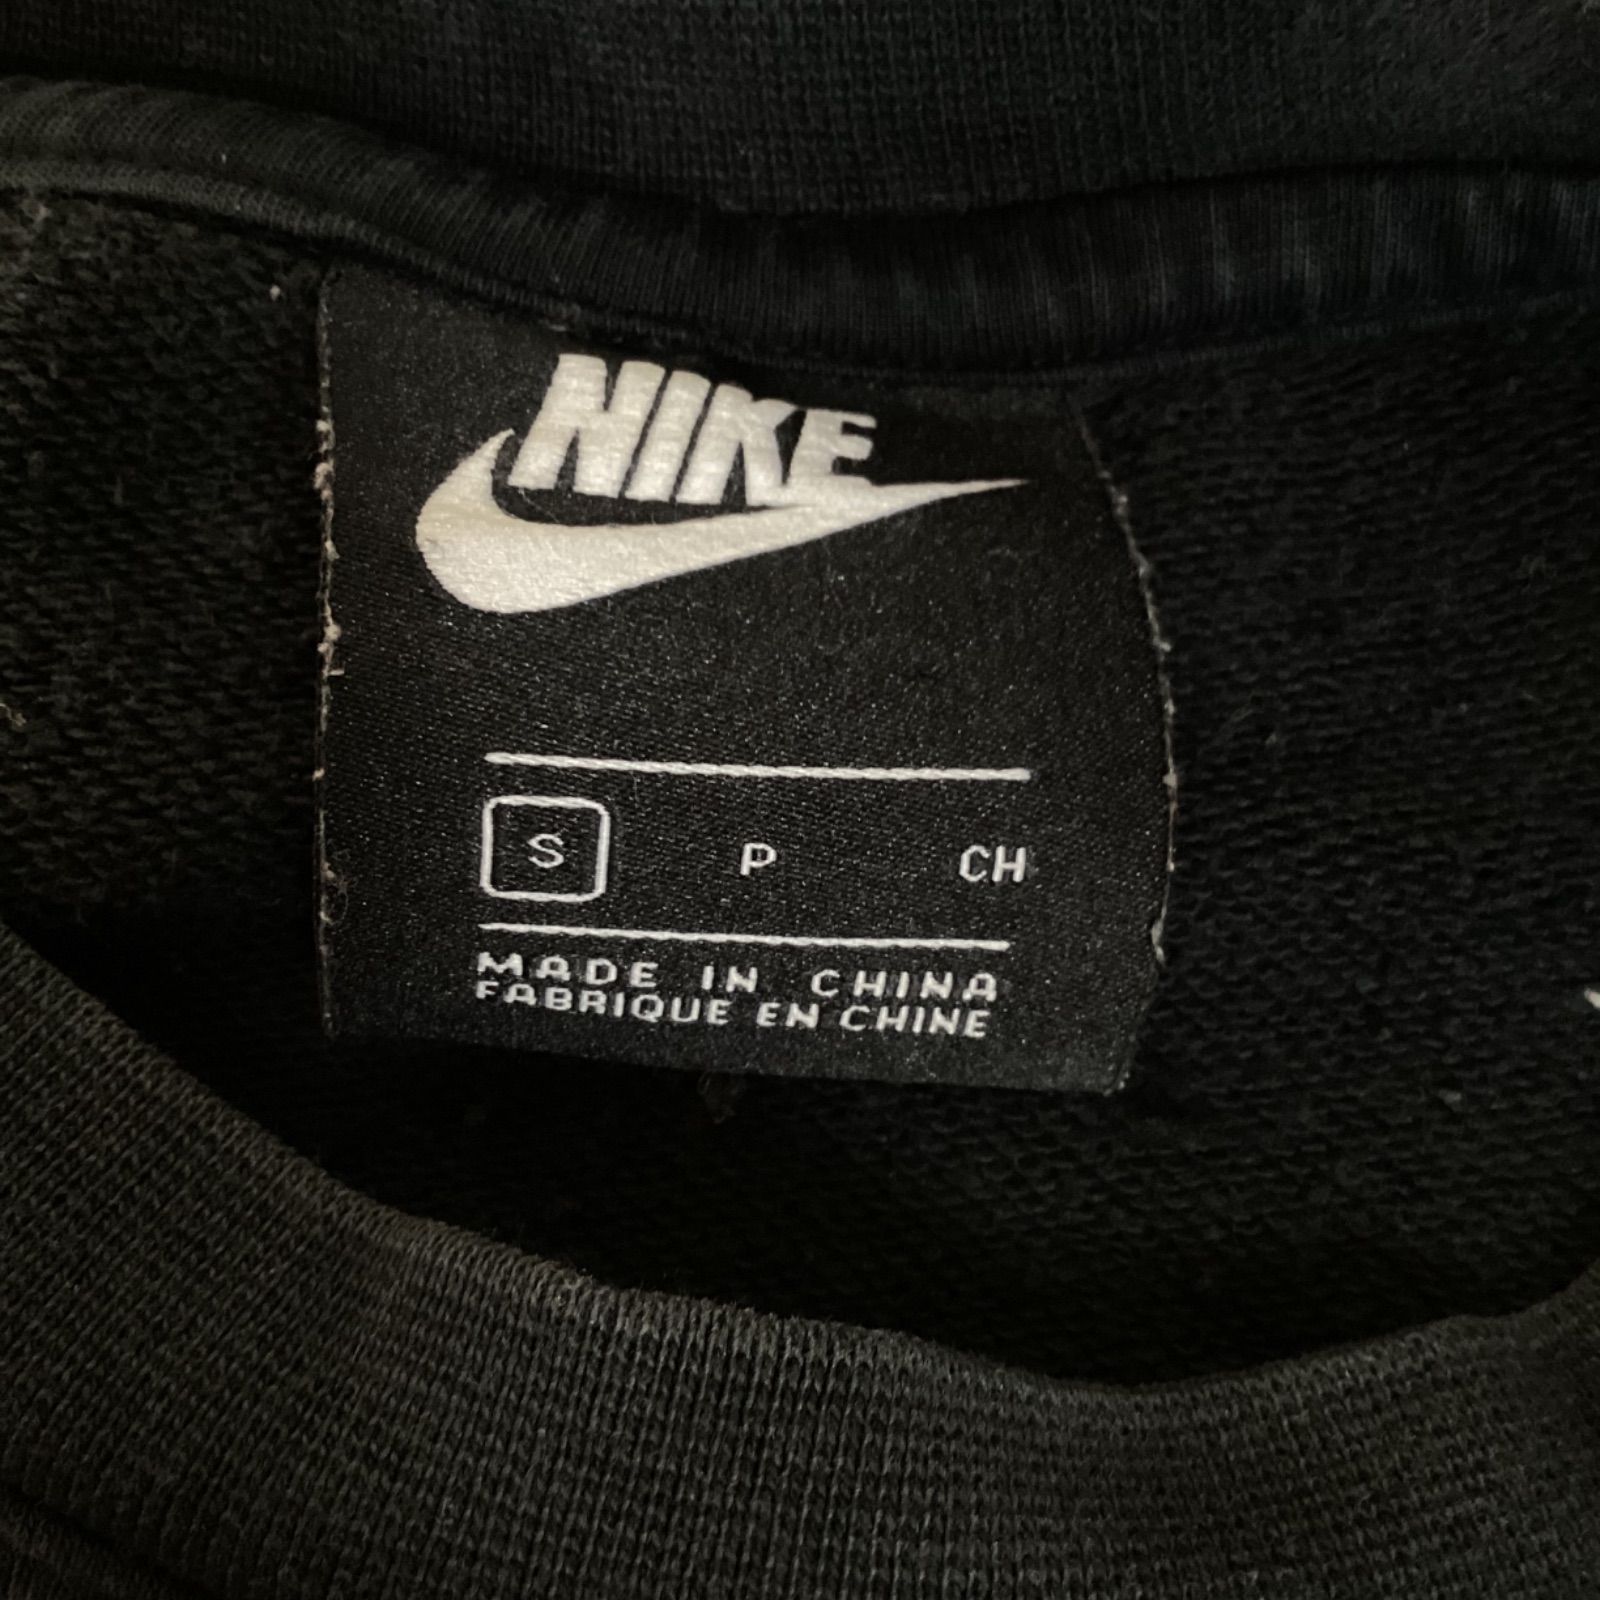 NIKE
S P CH
MADE IN CHINA
FABRIQUE EN CHINE